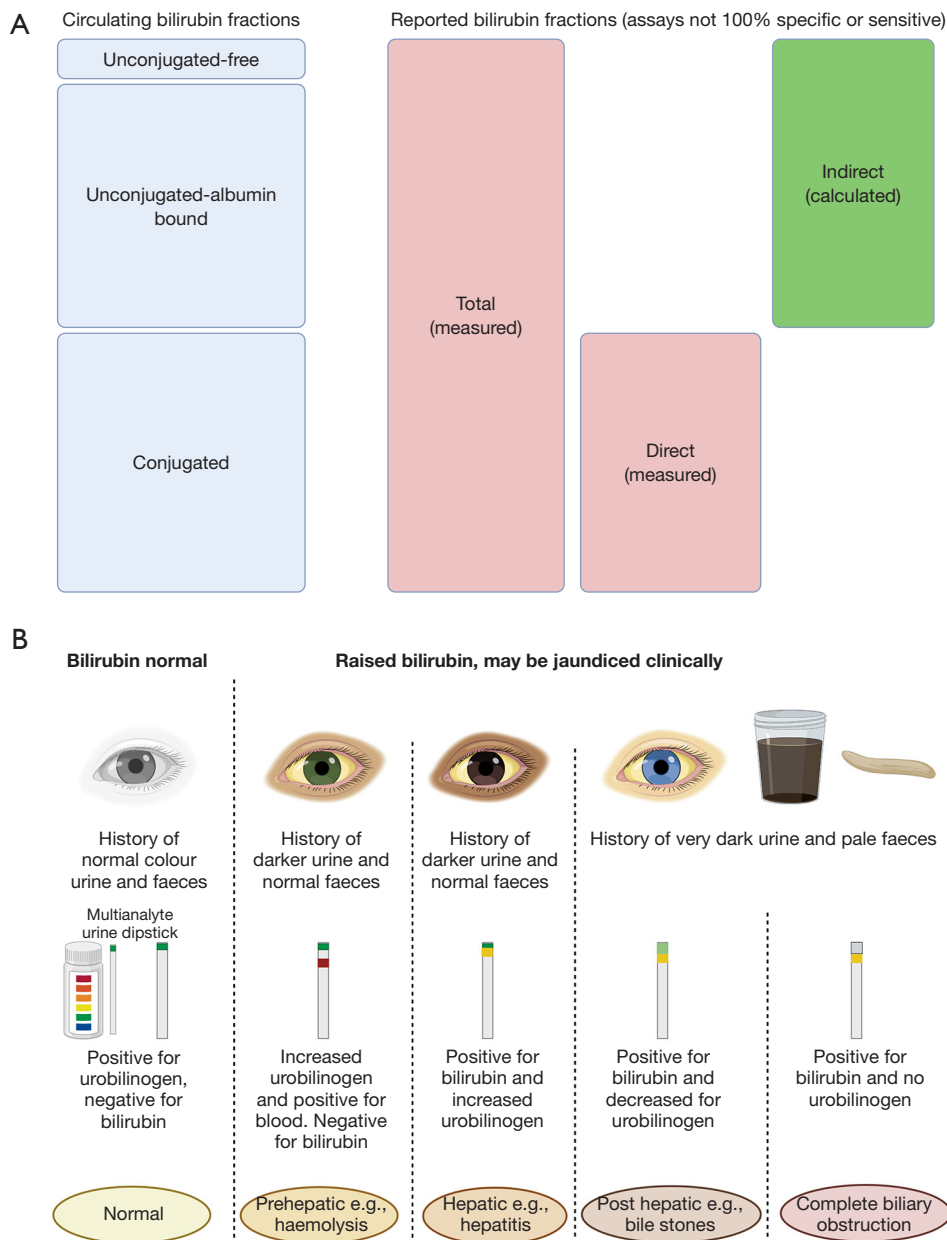 A
Circulating bilirubin fractions
Reported bilirubin fractions (assays not 100% specific or sensitive)
Unconjugated-free
Unconjugated-albumin
bound
Conjugated
Total
(measured)
Direct
(measured)
Indirect
(calculated)
B
Bilirubin normal
Raised bilirubin, may be jaundiced clinically
History of
normal colour
urine and faeces
History of
darker urine and
normal faeces
History of
darker urine and
normal faeces
History of very dark urine and pale faeces
Multianalyte
urine dipstick
Positive for
urobilinogen,
negative for
bilirubin
Increased
urobilinogen
and positive for
blood. Negative
for bilirubin
Positive for
bilirubin and
increased
urobilinogen
Positive for
bilirubin and
decreased for
urobilinogen
Positive for
bilirubin and no
urobilinogen
Normal
Prehepatic e.g.,
haemolysis
Hepatic e.g.,
hepatitis
Post hepatic e.g.,
bile stones
Complete biliary
obstruction